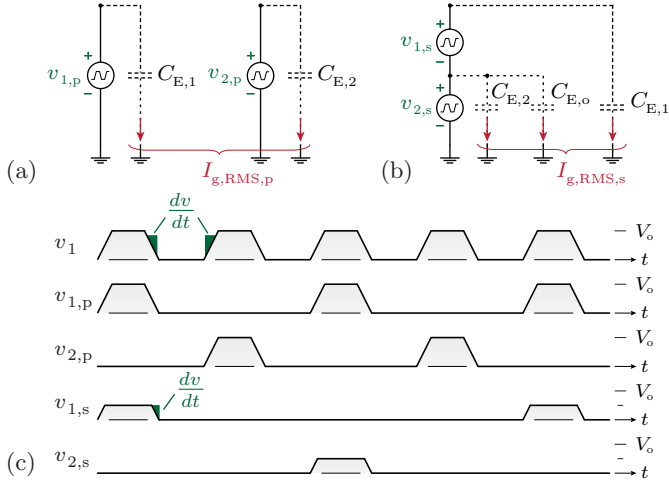 + + +
v1,p CE,1 v2,p CE,2 v1,s
− − −
+
v2,s CE,2 CE,o CE,1
−
(a) Ig,RMS,p (b) Ig,RMS,s
dv
dt
v1 Vo
t
v1,p Vo
t
v2,p Vo
t
dv
dt
v1,s Vo
t
(c) v2,s Vo
t